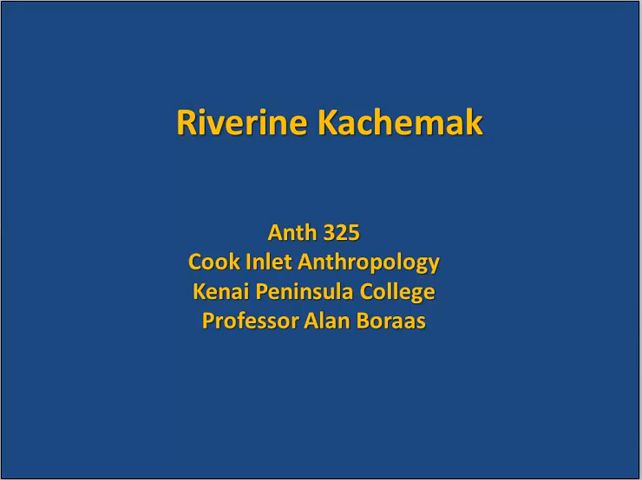 Riverine Kachemak
Anth 325
Cook Inlet Anthropology
Kenai Peninsula College
Professor Alan Boraas